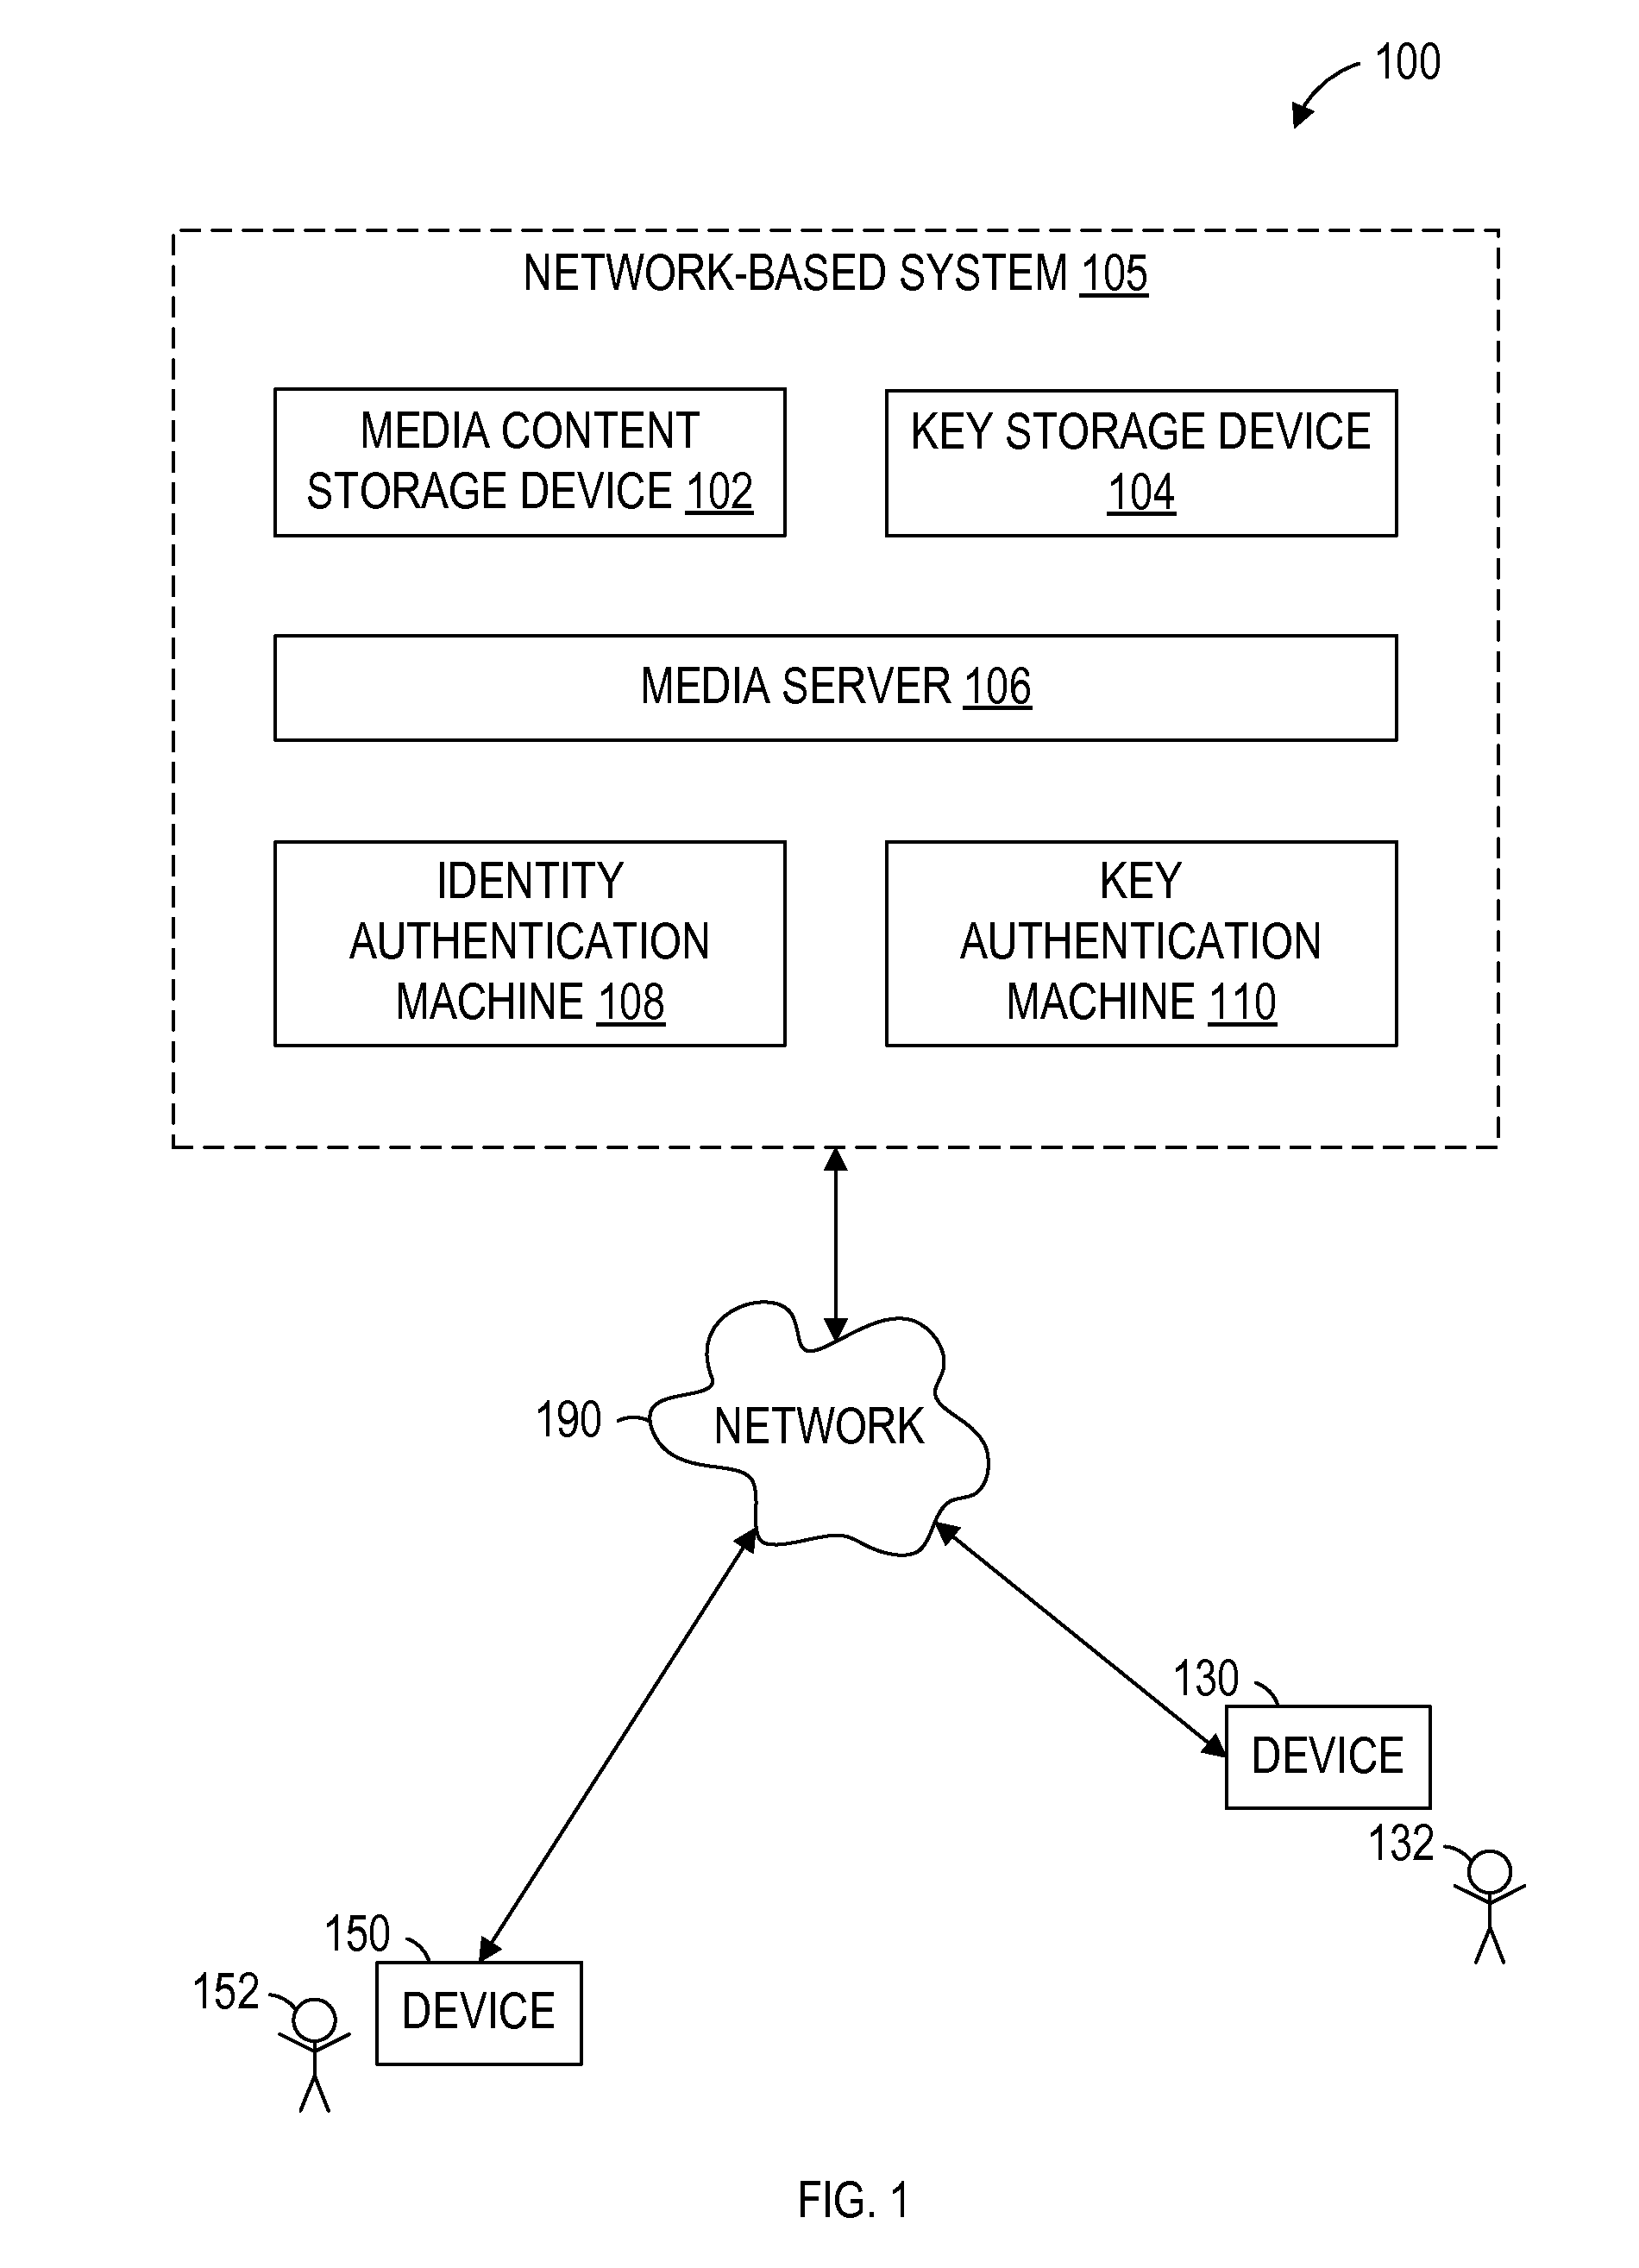 100
NETWORK-BASED SYSTEM 105
MEDIA CONTENT
STORAGE DEVICE 102
KEY STORAGE DEVICE
104
MEDIA SERVER 106
IDENTITY
AUTHENTICATION
MACHINE 108
KEY
AUTHENTICATION
MACHINE 110
190
NETWORK
130
DEVICE
132
150
152
DEVICE
FIG. 1